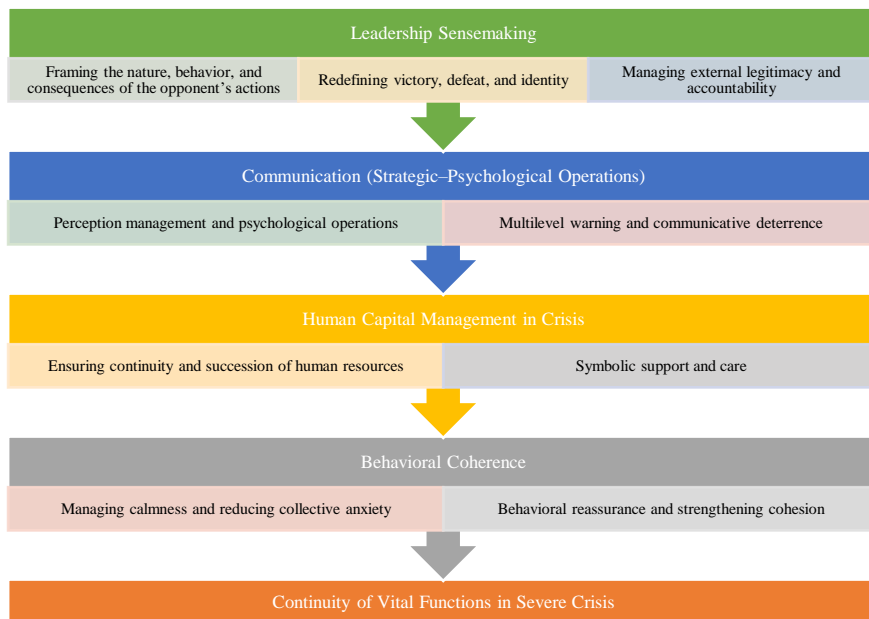 Leadership Sensemaking
Framing the nature, behavior, and
consequences of the opponent’s actions
Redefining victory, defeat, and identity
Managing external legitimacy and
accountability
Communication (Strategic–Psychological Operations)
Perception management and psychological operations
Multilevel warning and communicative deterrence
Human Capital Management in Crisis
Ensuring continuity and succession of human resources
Symbolic support and care
Behavioral Coherence
Managing calmness and reducing collective anxiety
Behavioral reassurance and strengthening cohesion
Continuity of Vital Functions in Severe Crisis